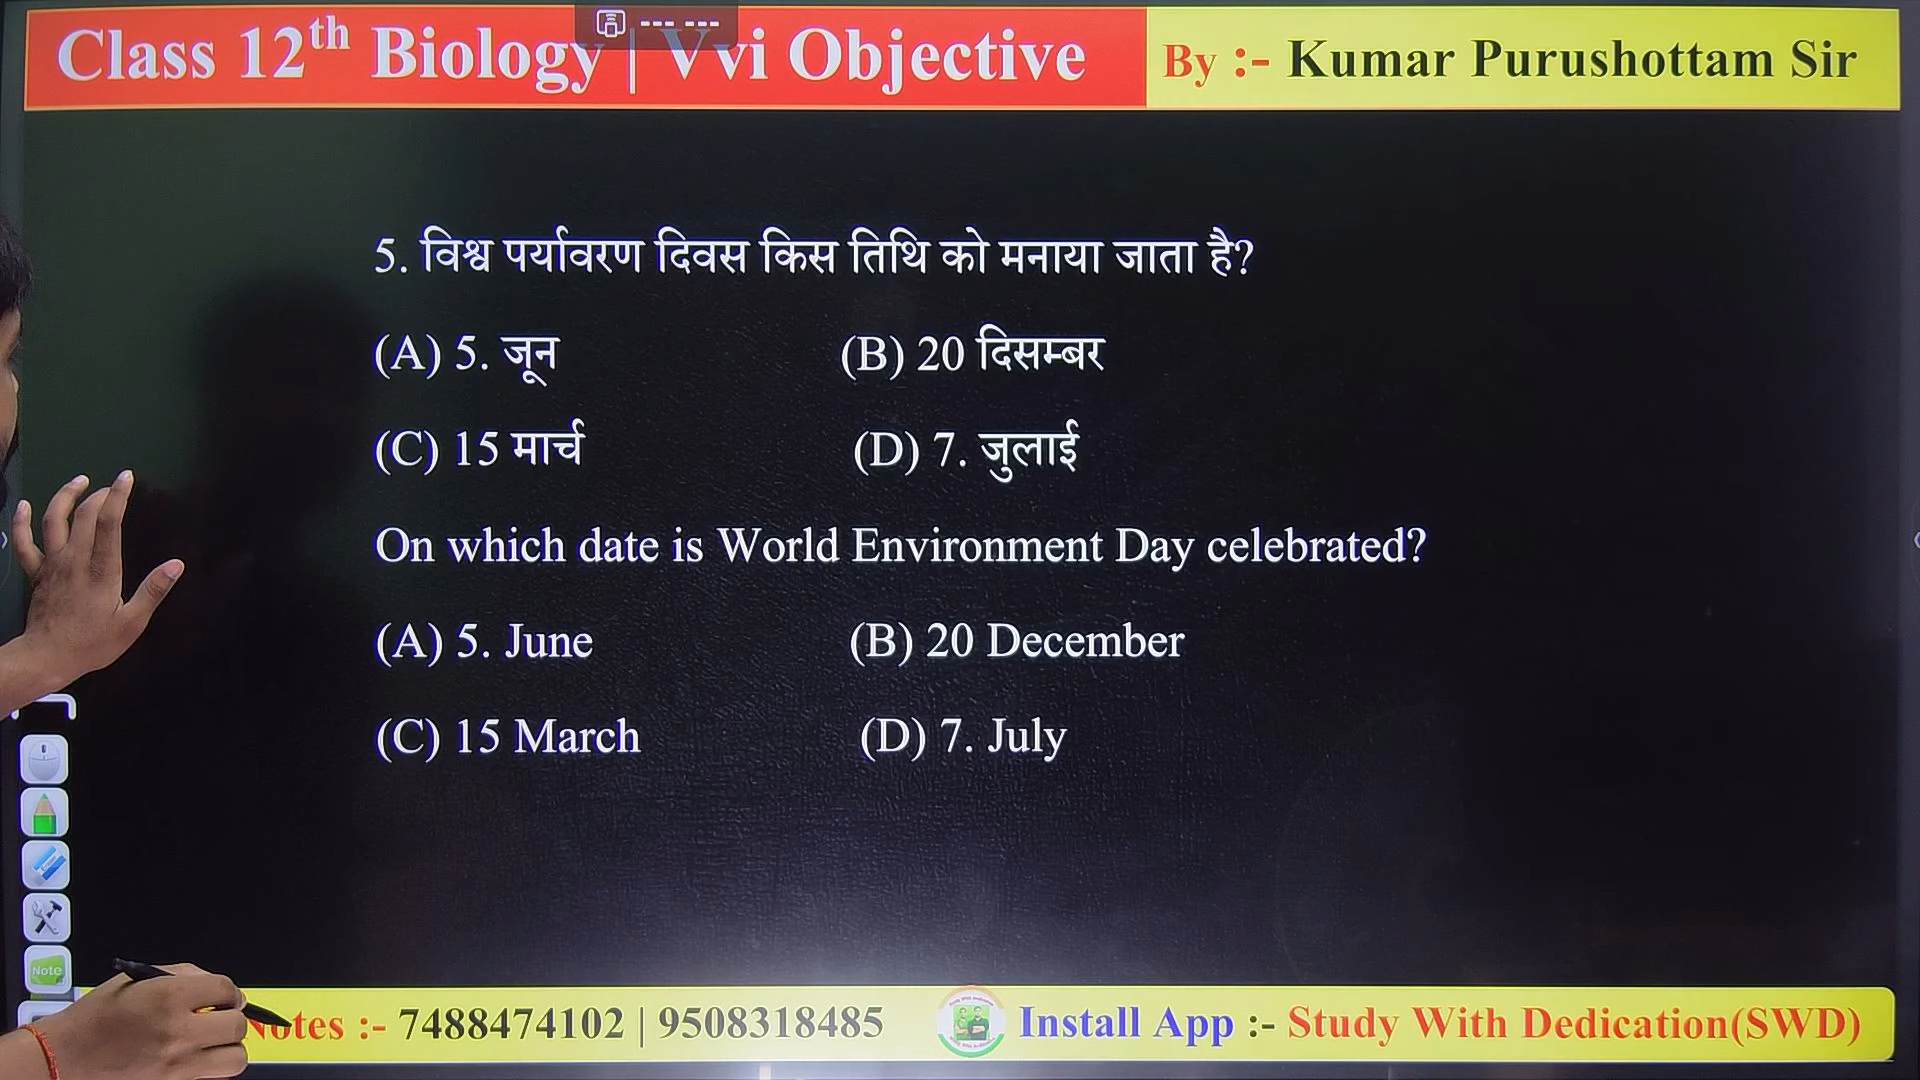 Class 12th Biology | Vvi Objective By :- Kumar Purushottam Sir
5. विश्व पर्यावरण दिवस किस तिथि को मनाया जाता है?
(A) 5. जून (B) 20 दिसम्बर
(C) 15 मार्च (D) 7. जुलाई
On which date is World Environment Day celebrated?
(A) 5. June (B) 20 December
(C) 15 March (D) 7. July
Note
Notes :- 7488474102 | 9508318485 Install App :- Study With Dedication(SWD)